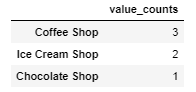 value_counts
Coffee Shop 3
Ice Cream Shop 2
Chocolate Shop 1